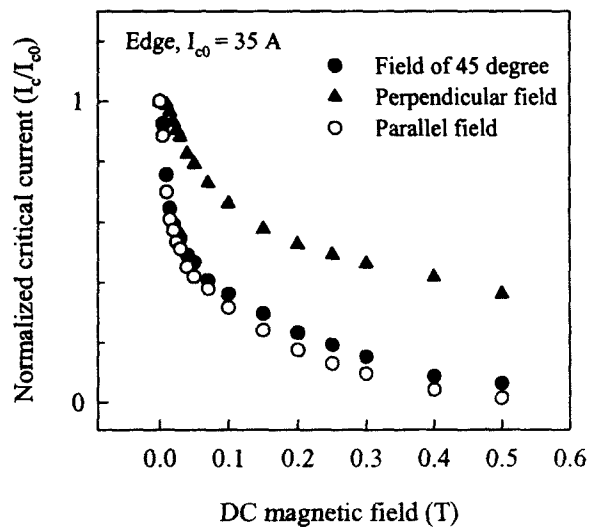 Edge, I_c0 = 35 A
Field of 45 degree
Perpendicular field
Parallel field
Normalized critical current (I_c/I_c0)
1
0
0.0 0.1 0.2 0.3 0.4 0.5 0.6
DC magnetic field (T)